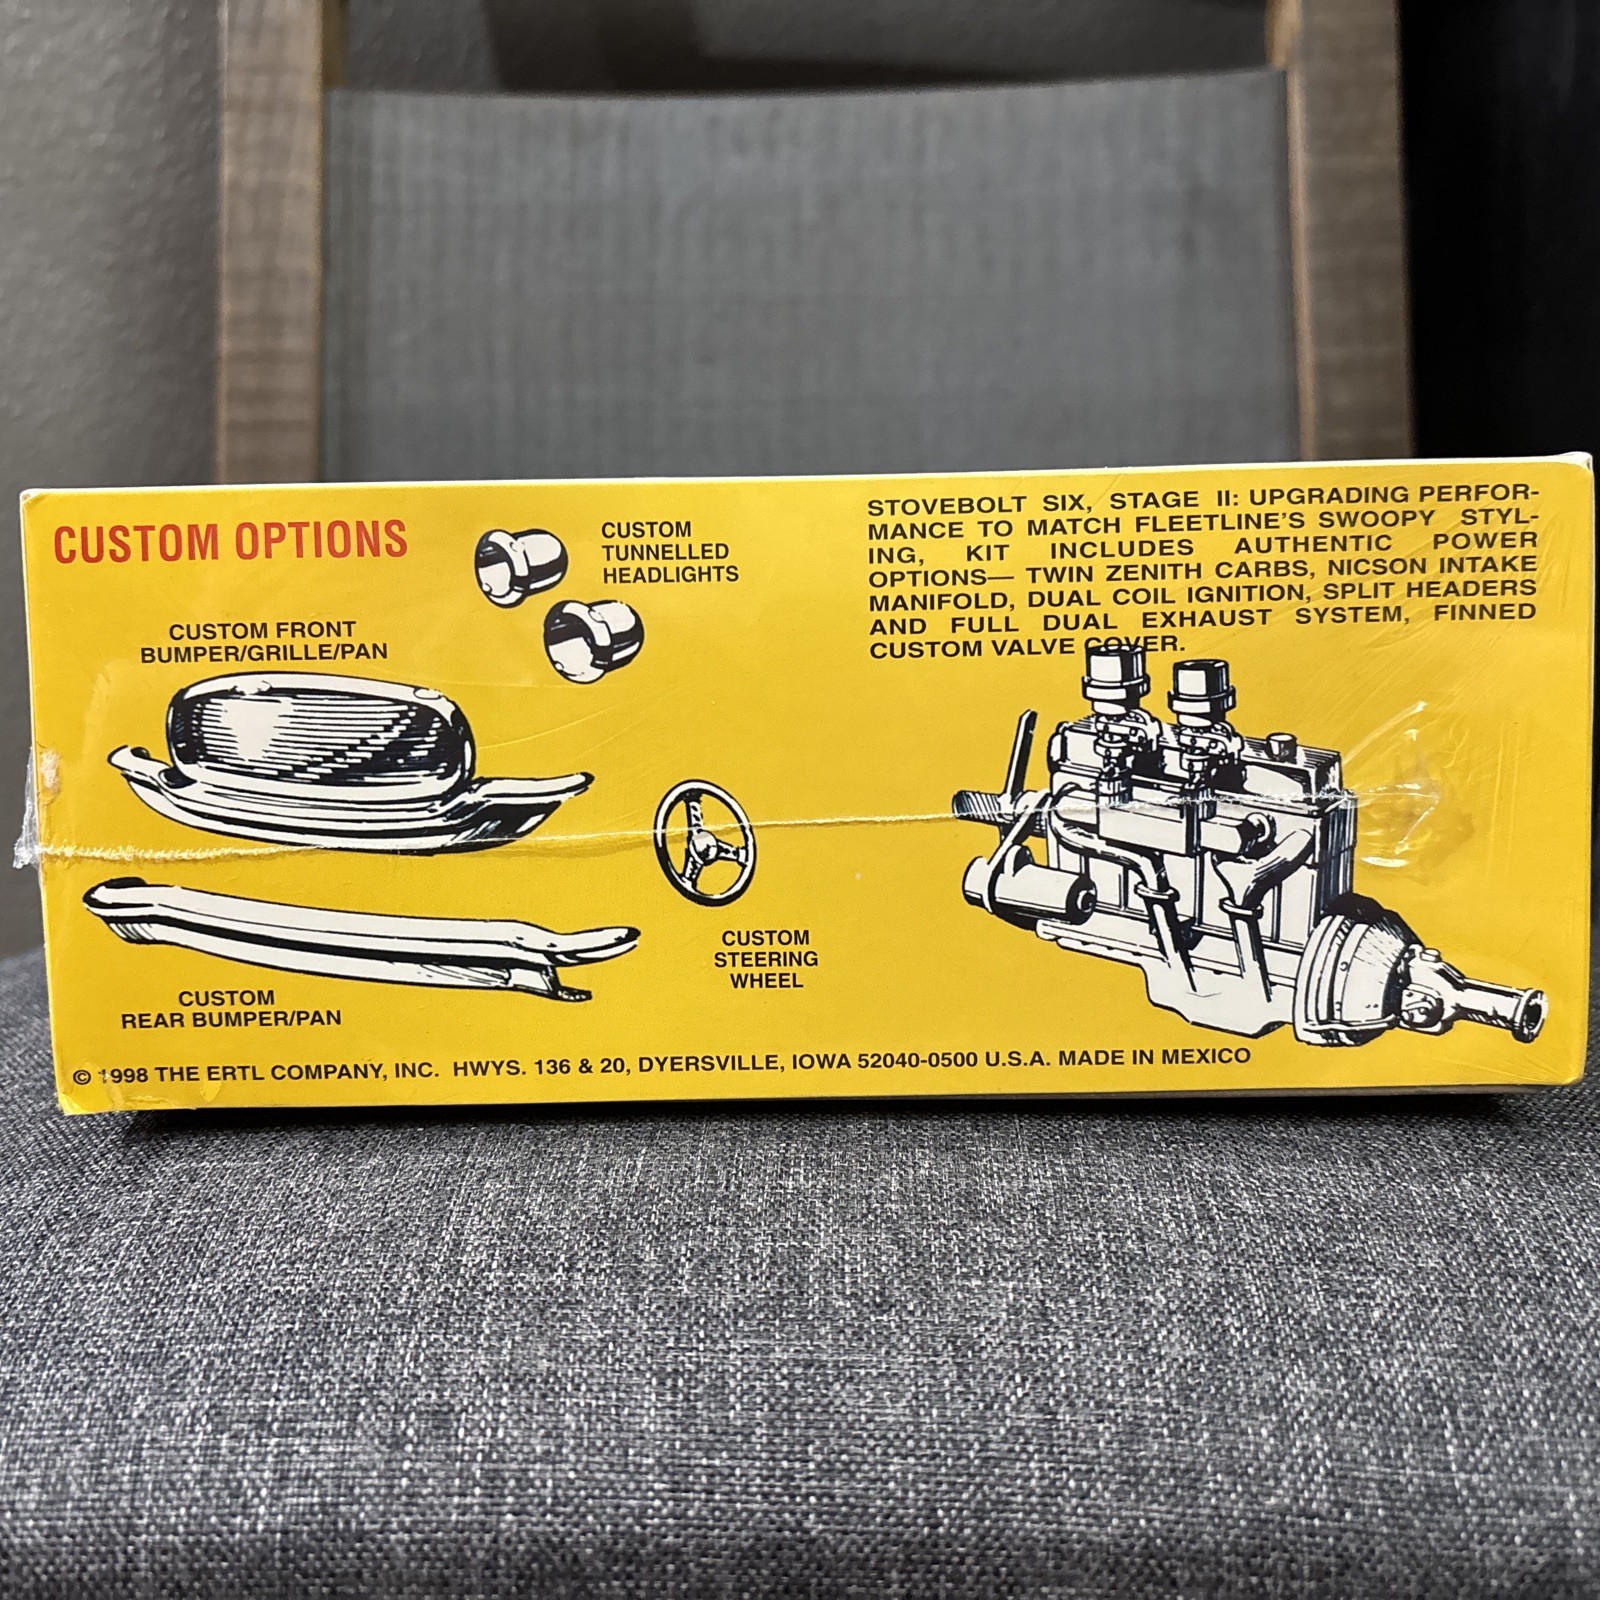 CUSTOM OPTIONS
CUSTOM
TUNNELLED
HEADLIGHTS
CUSTOM FRONT
BUMPER/GRILLE/PAN
STOVEBOLT SIX, STAGE II: UPGRADING PERFOR-
MANCE TO MATCH FLEETLINE'S SWOOPY STYL-
ING, KIT INCLUDES AUTHENTIC POWER
OPTIONS— TWIN ZENITH CARBS, NICSON INTAKE
MANIFOLD, DUAL COIL IGNITION, SPLIT HEADERS
AND FULL DUAL EXHAUST SYSTEM, FINNED
CUSTOM VALVE COVER.
CUSTOM
STEERING
WHEEL
CUSTOM
REAR BUMPER/PAN
© 1998 THE ERTL COMPANY, INC. HWYS. 136 & 20, DYERSVILLE, IOWA 52040-0500 U.S.A. MADE IN MEXICO